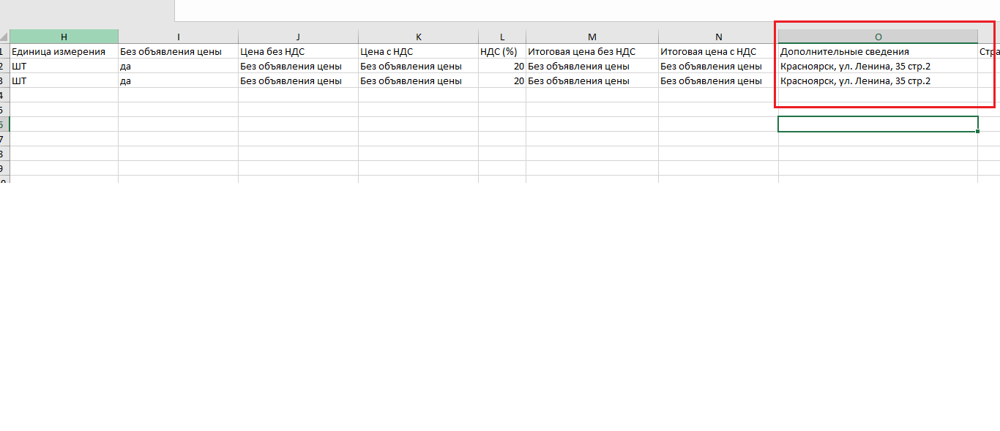 H I J K L M N O
1 Единица измерения Без объявления цены Цена без НДС Цена с НДС НДС (%) Итоговая цена без НДС Итоговая цена с НДС Дополнительные сведения
2 ШТ да Без объявления цены Без объявления цены 20 Без объявления цены Без объявления цены Красноярск, ул. Ленина, 35 стр.2
3 ШТ да Без объявления цены Без объявления цены 20 Без объявления цены Без объявления цены Красноярск, ул. Ленина, 35 стр.2
4
5
6
7
8
9